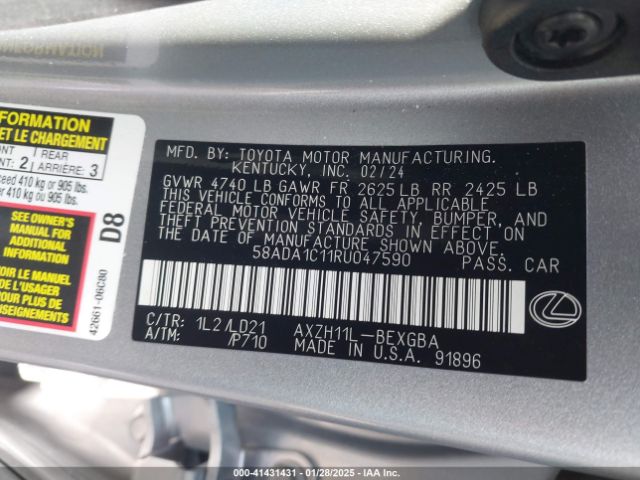 NFORMATION
ET LE CHARGEMENT
2
REAR
ARRIÈRE: 3
ceed 410 kg or 905 lbs.
410 kg ou 905 lbs.
SEE OWNER'S
MANUAL FOR
ADDITIONAL
INFORMATION
VOIR LE MANUEL
DE L'USAGER
POUR PLUS DE
RENSEIGNEMENTS
D8
42661-06C80
MFD. BY: TOYOTA MOTOR MANUFACTURING.
KENTUCKY, INC. 02/24
GVWR 4740 LB GAWR FR 2625 LB RR 2425 LB
THIS VEHICLE CONFORMS TO ALL APPLICABLE
FEDERAL MOTOR VEHICLE SAFETY, BUMPER, AND
THEFT PREVENTION STANDARDS IN EFFECT ON
THE DATE OF MANUFACTURE SHOWN ABOVE.
58ADA1C11RU047590 PASS. CAR
C/TR: 1L2/LD21 AXZH11L-BEXGBA
A/TM: /P710 MADE IN U.S.A. 91896
000-41431431 | 01/28/2025 | IAA Inc.